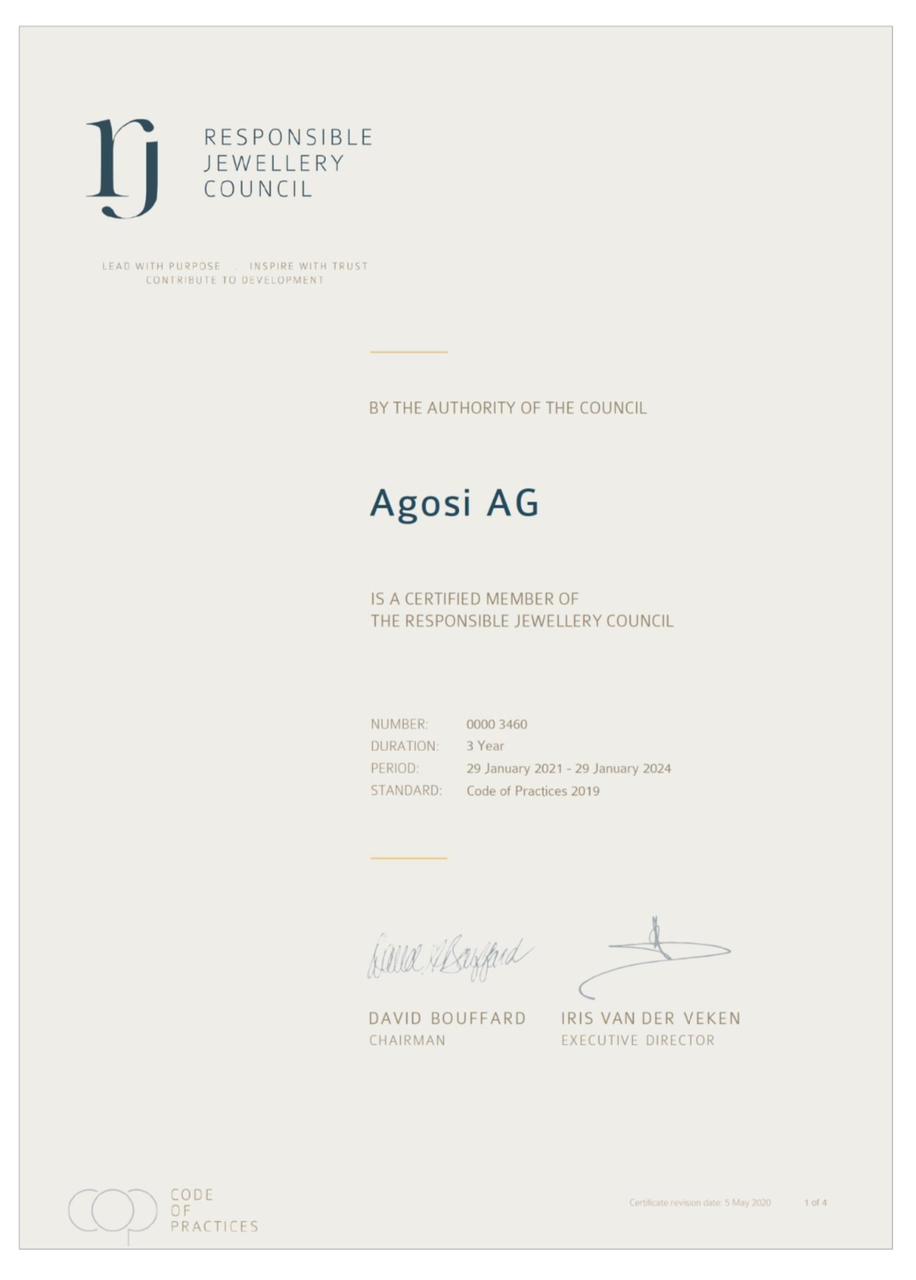 rj
RESPONSIBLE
JEWELLERY
COUNCIL
LEAD WITH PURPOSE . INSPIRE WITH TRUST
CONTRIBUTE TO DEVELOPMENT
BY THE AUTHORITY OF THE COUNCIL
Agosi AG
IS A CERTIFIED MEMBER OF
THE RESPONSIBLE JEWELLERY COUNCIL
NUMBER: 0000 3460
DURATION: 3 Year
PERIOD: 29 January 2021 - 29 January 2024
STANDARD: Code of Practices 2019
David A Bouffard
DAVID BOUFFARD IRIS VAN DER VEKEN
CHAIRMAN EXECUTIVE DIRECTOR
CODE
OF
PRACTICES
Certificate revision date: 5 May 2020 1 of 4